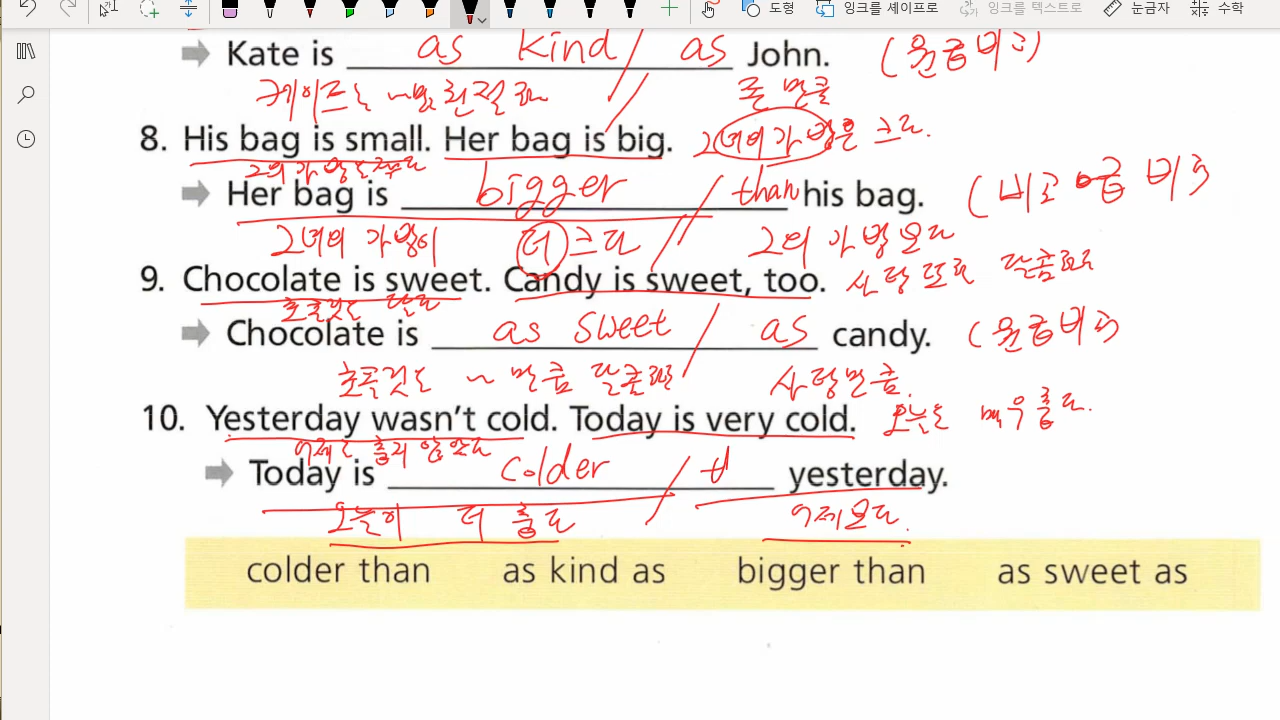 도형 잉크를 셰이프로 잉크를 텍스트로 눈금자 수학
Kate is as kind / as John. (원급비교)
케이트는 ~만큼 친절해 존 만큼
8. His bag is small. Her bag is big. 그녀의 가방은 크다.
그의 가방은
Her bag is bigger / than his bag. (비교급 비교)
그녀의 가방이 더 크다 그의 가방보다
9. Chocolate is sweet. Candy is sweet, too. 사탕 또한 달콤하다
초콜릿은 달다
Chocolate is as sweet / as candy. (원급비교)
초콜릿은 ~만큼 달콤하다 사탕만큼.
10. Yesterday wasn't cold. Today is very cold. 오늘은 매우 춥다.
어제는 춥지 않았다
Today is colder / th yesterday.
오늘이 더 춥다 어제보다.
colder than as kind as bigger than as sweet as